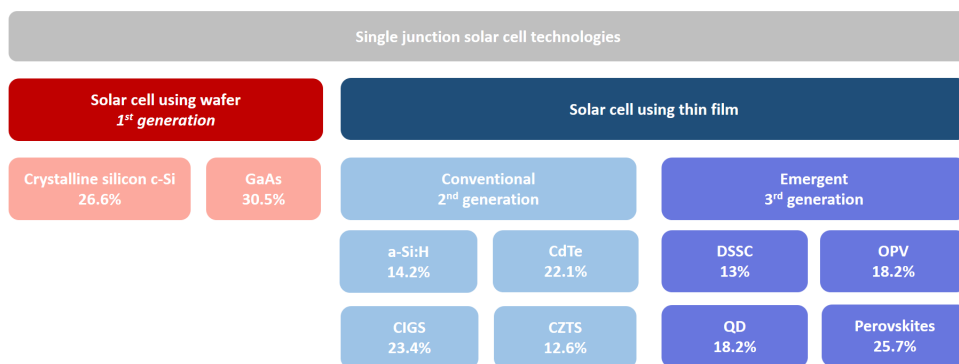 Single junction solar cell technologies
Solar cell using wafer
1st generation
Solar cell using thin film
Crystalline silicon c-Si
26.6%
GaAs
30.5%
Conventional
2nd generation
Emergent
3rd generation
a-Si:H
14.2%
CdTe
22.1%
DSSC
13%
OPV
18.2%
CIGS
23.4%
CZTS
12.6%
QD
18.2%
Perovskites
25.7%